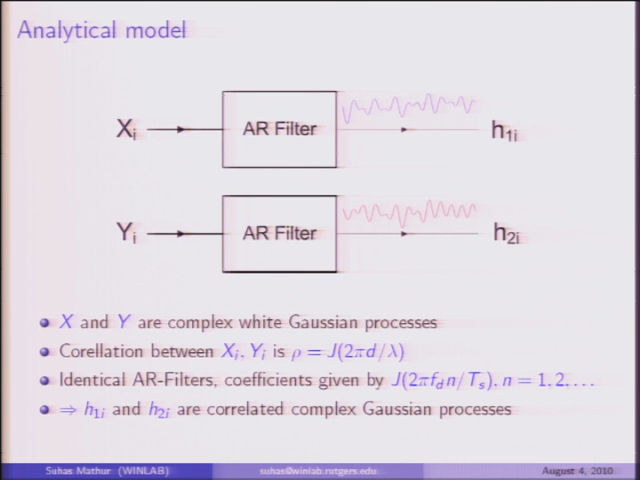 Analytical model
Xᵢ AR Filter h₁ᵢ
Yᵢ AR Filter h₂ᵢ
X and Y are complex white Gaussian processes
Corellation between Xᵢ, Yᵢ is ρ = J(2πd/λ)
Identical AR-Filters, coefficients given by J(2πf_dn/Tₛ), n = 1, 2, . . .
⇒ h₁ᵢ and h₂ᵢ are correlated complex Gaussian processes
Suhas Mathur (WINLAB) suhas@winlab.rutgers.edu August 4, 2010